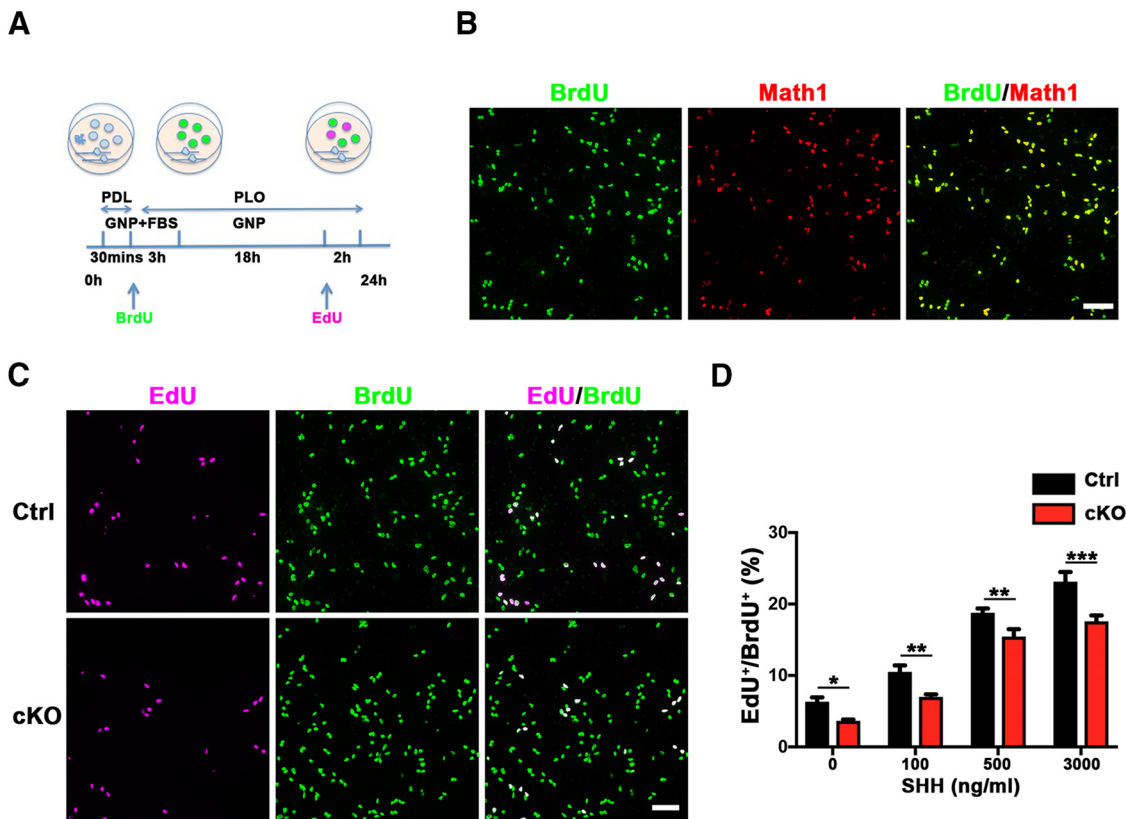 A
PDL
PLO
GNP+FBS
GNP
30mins 3h
18h
2h
0h
24h
BrdU
EdU
B
BrdU
Math1
BrdU/Math1
C
EdU
BrdU
EdU/BrdU
Ctrl
cKO
D
Ctrl
cKO
EdU⁺/BrdU⁺ (%)
30
20
10
0
*
**
**
***
0
100
500
3000
SHH (ng/ml)